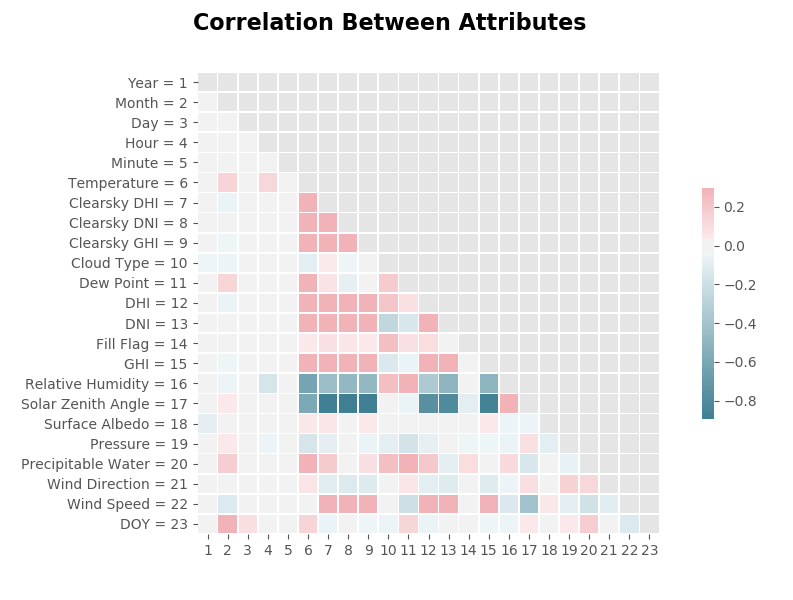 Correlation Between Attributes
Year = 1
Month = 2
Day = 3
Hour = 4
Minute = 5
Temperature = 6
Clearsky DHI = 7
Clearsky DNI = 8
Clearsky GHI = 9
Cloud Type = 10
Dew Point = 11
DHI = 12
DNI = 13
Fill Flag = 14
GHI = 15
Relative Humidity = 16
Solar Zenith Angle = 17
Surface Albedo = 18
Pressure = 19
Precipitable Water = 20
Wind Direction = 21
Wind Speed = 22
DOY = 23
1 2 3 4 5 6 7 8 9 10 11 12 13 14 15 16 17 18 19 20 21 22 23
0.2
0.0
−0.2
−0.4
−0.6
−0.8